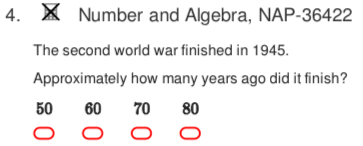 4. Number and Algebra, NAP-36422
The second world war finished in 1945.
Approximately how many years ago did it finish?
50 60 70 80